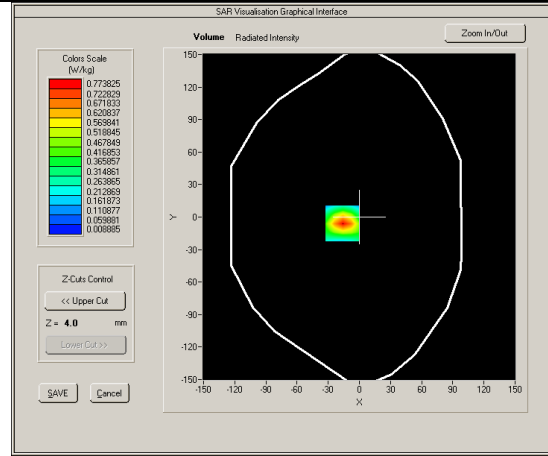 SAR Visualisation Graphical Interface
Volume Radiated Intensity
Zoom In/Out
Colors Scale
(W/kg)
0.773825
0.722829
0.671833
0.620837
0.569841
0.518845
0.467849
0.416853
0.365857
0.314861
0.263865
0.212869
0.161873
0.110877
0.059881
0.008885
Z-Cuts Control
<< Upper Cut
Z = 4.0 mm
Lower Cut >>
SAVE Cancel
150
120
90
60
30
0
-30
-60
-90
-120
-150
Y
-150 -120 -90 -60 -30 0 30 60 90 120 150
X